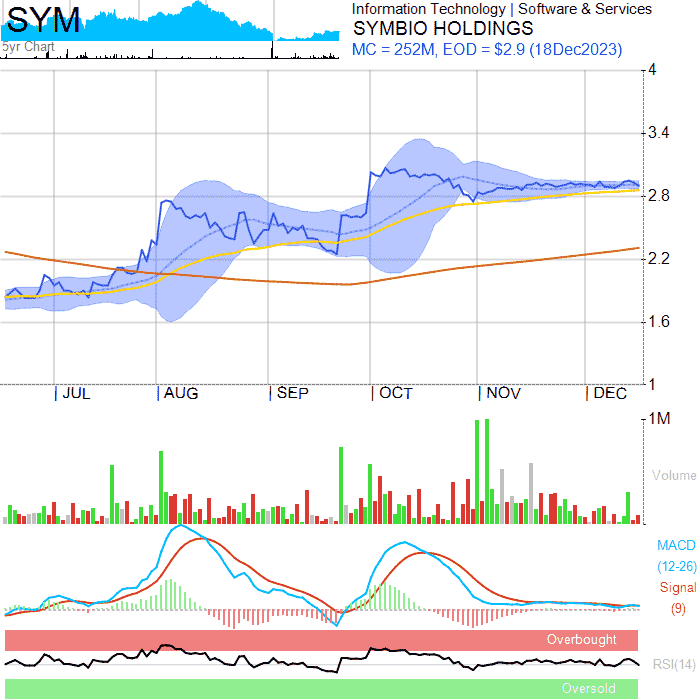 SYM
5yr Chart
Information Technology | Software & Services
SYMBIO HOLDINGS
MC = 252M, EOD = $2.9 (18Dec2023)
4
3.4
2.8
2.2
1.6
1
JUL AUG SEP OCT NOV DEC
1M
Volume
MACD
(12-26)
Signal
(9)
Overbought
RSI(14)
Oversold